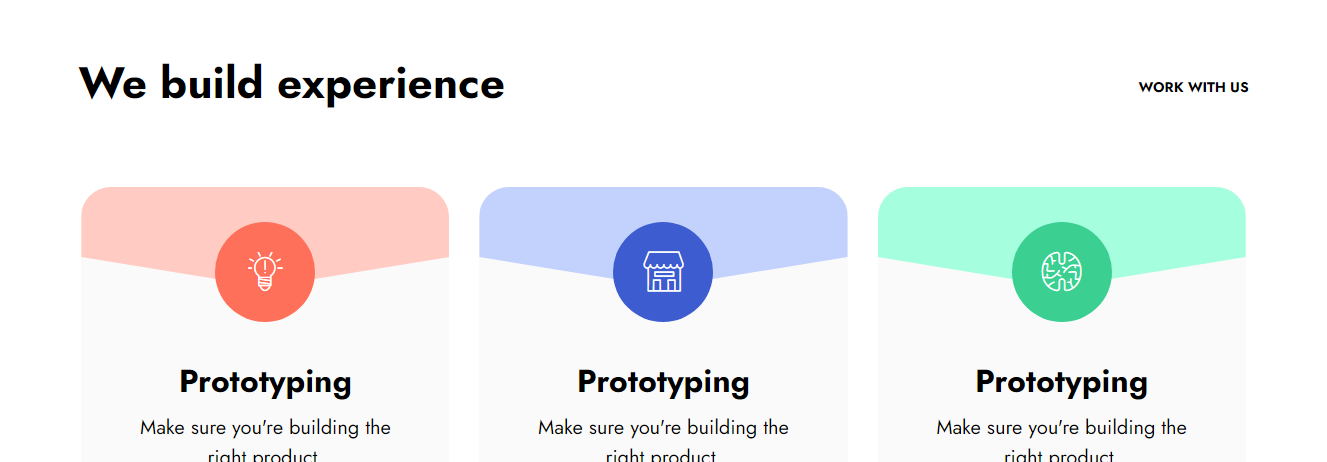 We build experience
WORK WITH US
Prototyping
Make sure you're building the
right product
Prototyping
Make sure you're building the
right product
Prototyping
Make sure you're building the
right product